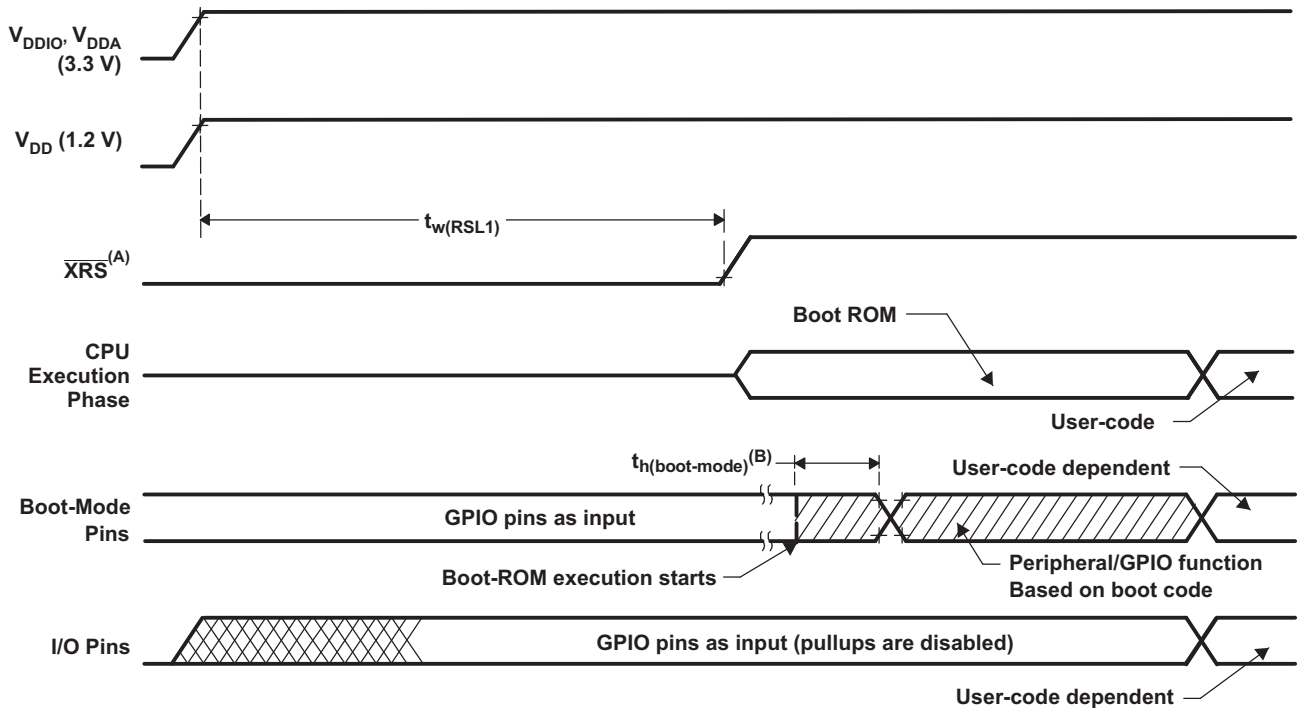 V_DDIO, V_DDA
(3.3 V)
V_DD (1.2 V)
t_w(RSL1)
XRS^(A)
Boot ROM
CPU
Execution
Phase
User-code
t_h(boot-mode)^(B)
User-code dependent
Boot-Mode
Pins
GPIO pins as input
Boot-ROM execution starts
Peripheral/GPIO function
Based on boot code
I/O Pins
GPIO pins as input (pullups are disabled)
User-code dependent